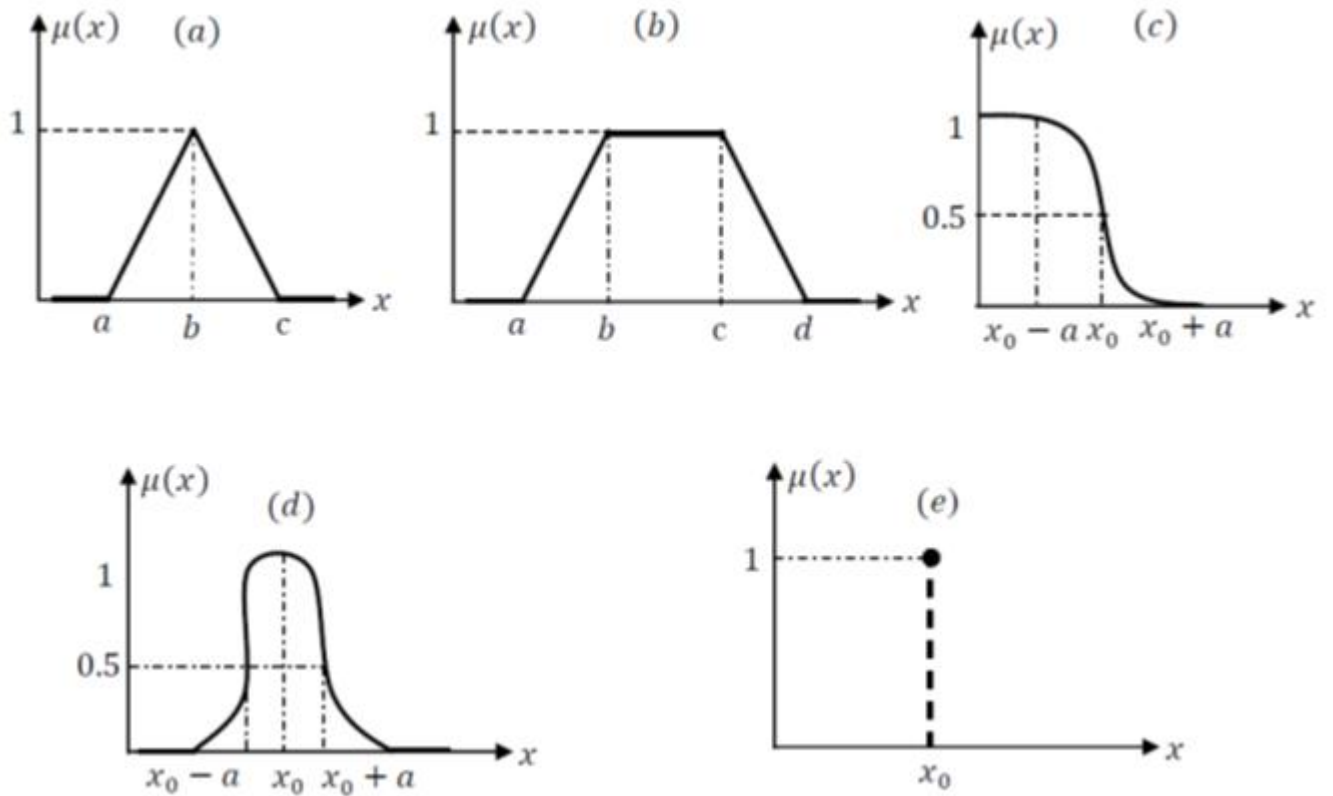 μ(x) (a)
1
a b c x
μ(x) (b)
1
a b c d x
μ(x) (c)
1
0.5
x₀ − a x₀ x₀ + a x
μ(x) (d)
1
0.5
x₀ − a x₀ x₀ + a x
μ(x) (e)
1
x₀ x